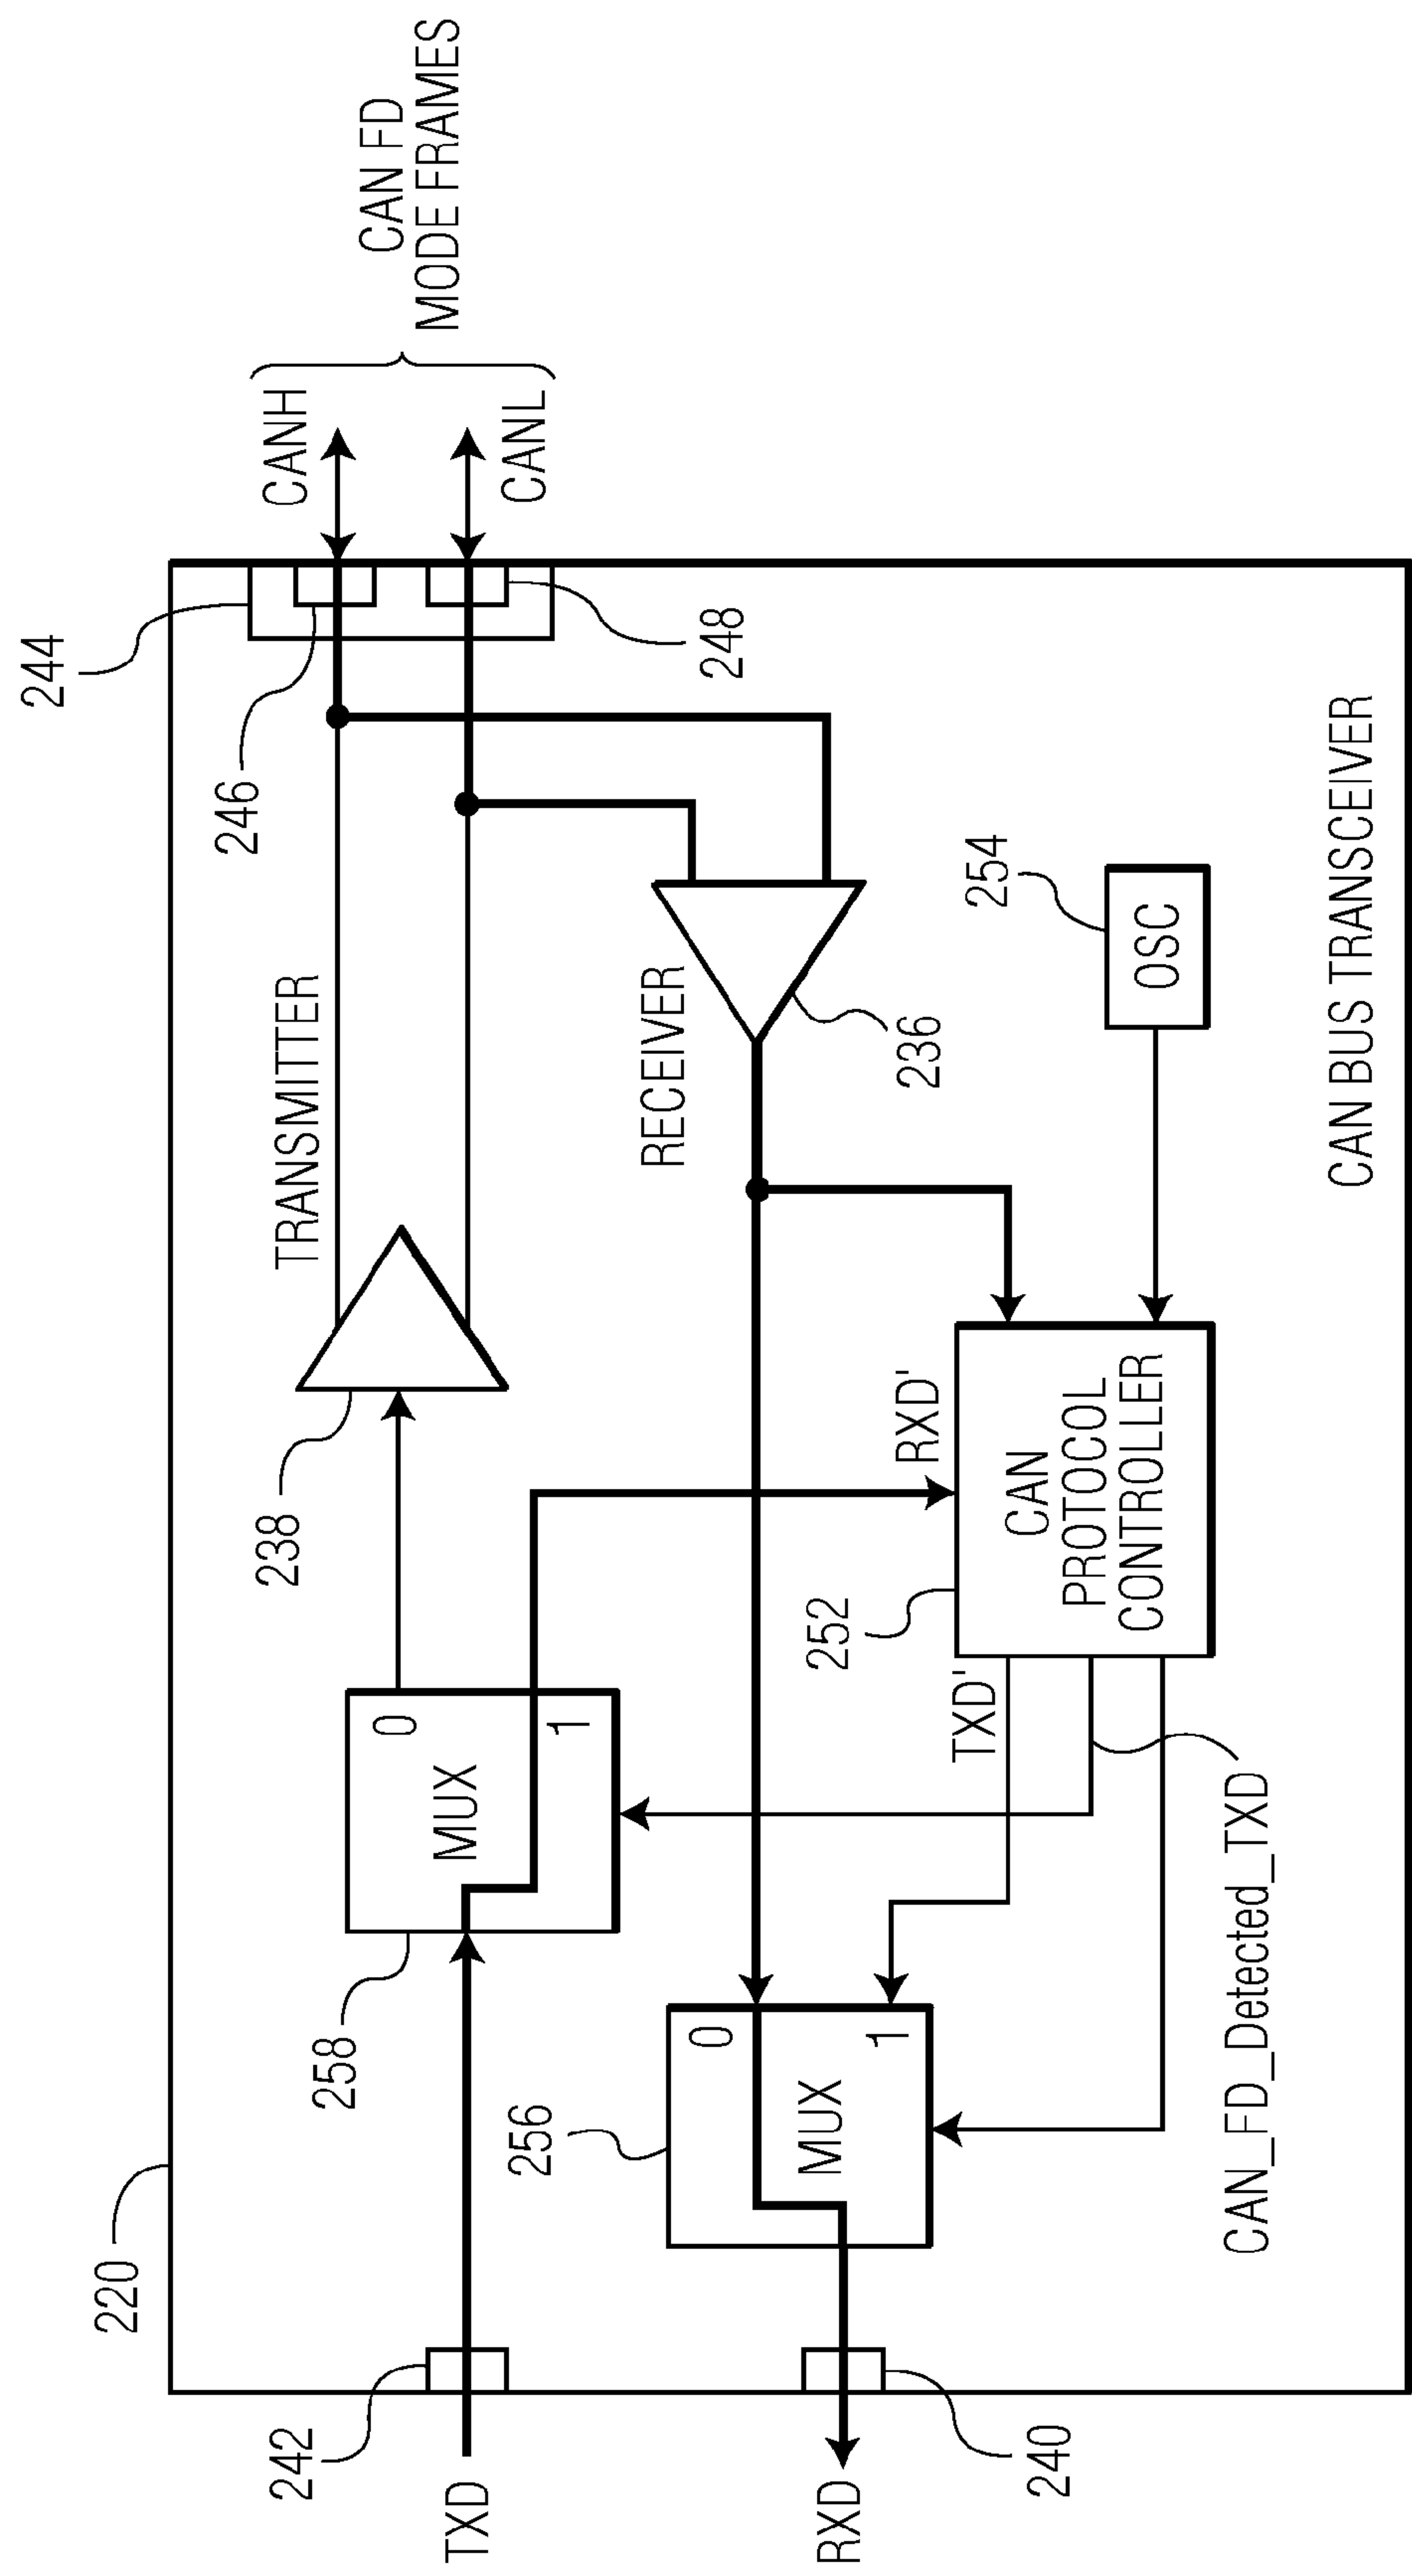 244
CANH
CAN FD
MODE FRAMES
CANL
246
248
TRANSMITTER
238
RECEIVER
236
254
OSC
220
258
0
MUX
1
RXD'
252
CAN
PROTOCOL
CONTROLLER
TXD'
242
TXD
256
0
MUX
1
RXD
240
CAN_FD_Detected_TXD
CAN BUS TRANSCEIVER